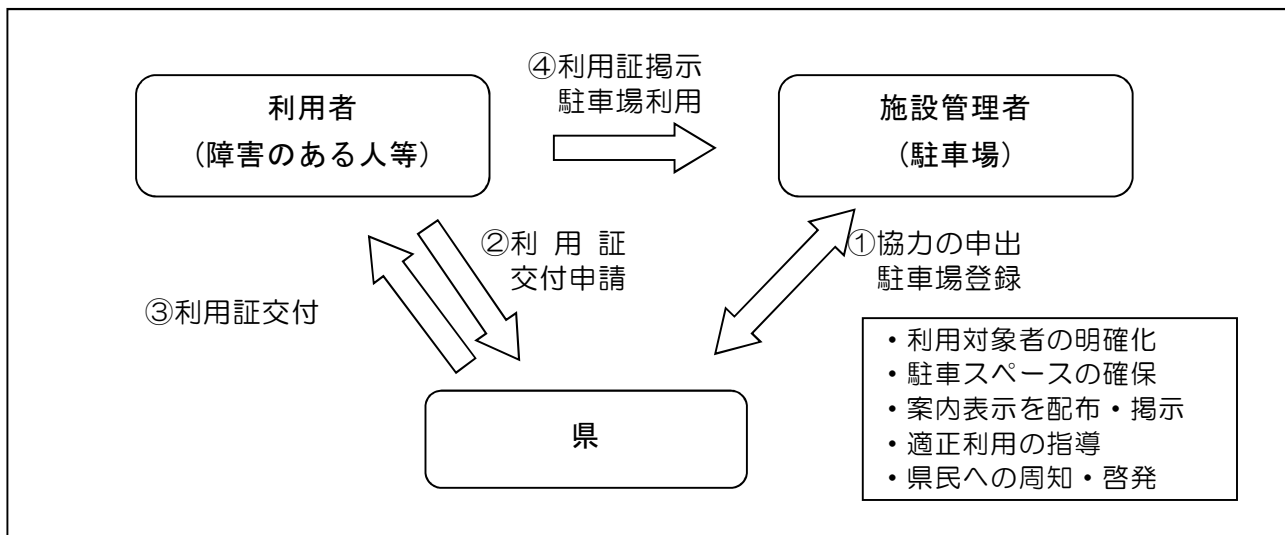 ④利用証掲示
駐車場利用
利用者
(障害のある人等)
施設管理者
(駐車場)
②利 用 証
交付申請
①協力の申出
駐車場登録
③利用証交付
・利用対象者の明確化
・駐車スペースの確保
・案内表示を配布・掲示
・適正利用の指導
・県民への周知・啓発
県